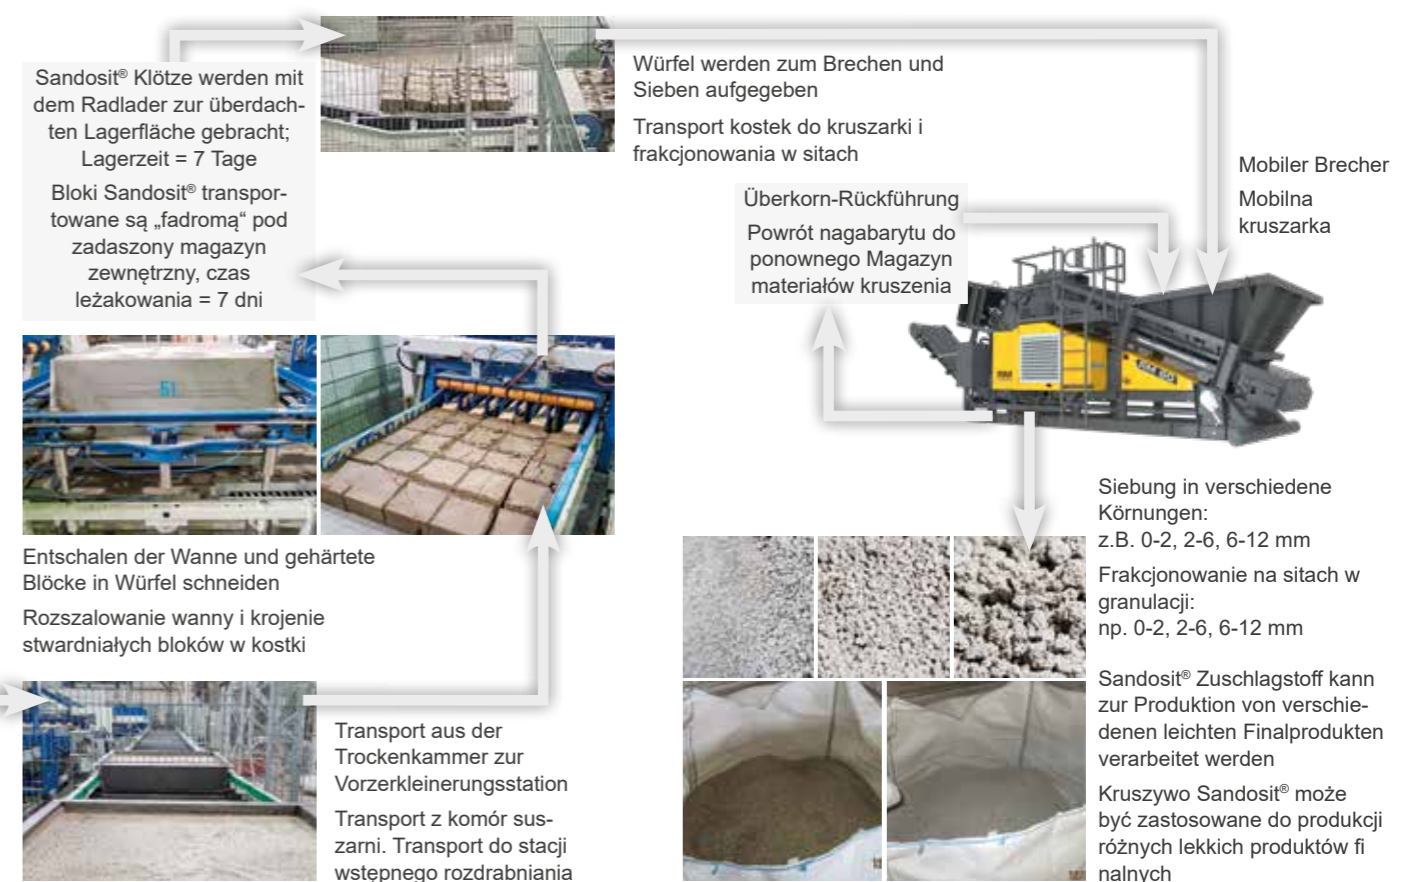 Sandosit® Klötze werden mit
dem Radlader zur überdach-
ten Lagerfläche gebracht;
Lagerzeit = 7 Tage
Bloki Sandosit® transpor-
towane są „fadromą“ pod
zadaszony magazyn
zewnętrzny, czas
leżakowania = 7 dni
Würfel werden zum Brechen und
Sieben aufgegeben
Transport kostek do kruszarki i
frakcjonowania w sitach
Mobiler Brecher
Mobilna
kruszarka
Überkorn-Rückführung
Powrót nagabarytu do
ponownego Magazyn
materiałów kruszenia
RM 60
51
Entschalen der Wanne und gehärtete
Blöcke in Würfel schneiden
Rozszalowanie wanny i krojenie
stwardniałych bloków w kostki
Transport aus der
Trockenkammer zur
Vorzerkleinerungsstation
Transport z komór sus-
zarni. Transport do stacji
wstępnego rozdrabniania
Siebung in verschiedene
Körnungen:
z.B. 0-2, 2-6, 6-12 mm
Frakcjonowanie na sitach w
granulacji:
np. 0-2, 2-6, 6-12 mm
Sandosit® Zuschlagstoff kann
zur Produktion von verschie-
denen leichten Finalprodukten
verarbeitet werden
Kruszywo Sandosit® może
być zastosowane do produkcji
różnych lekkich produktów fi
nalnych